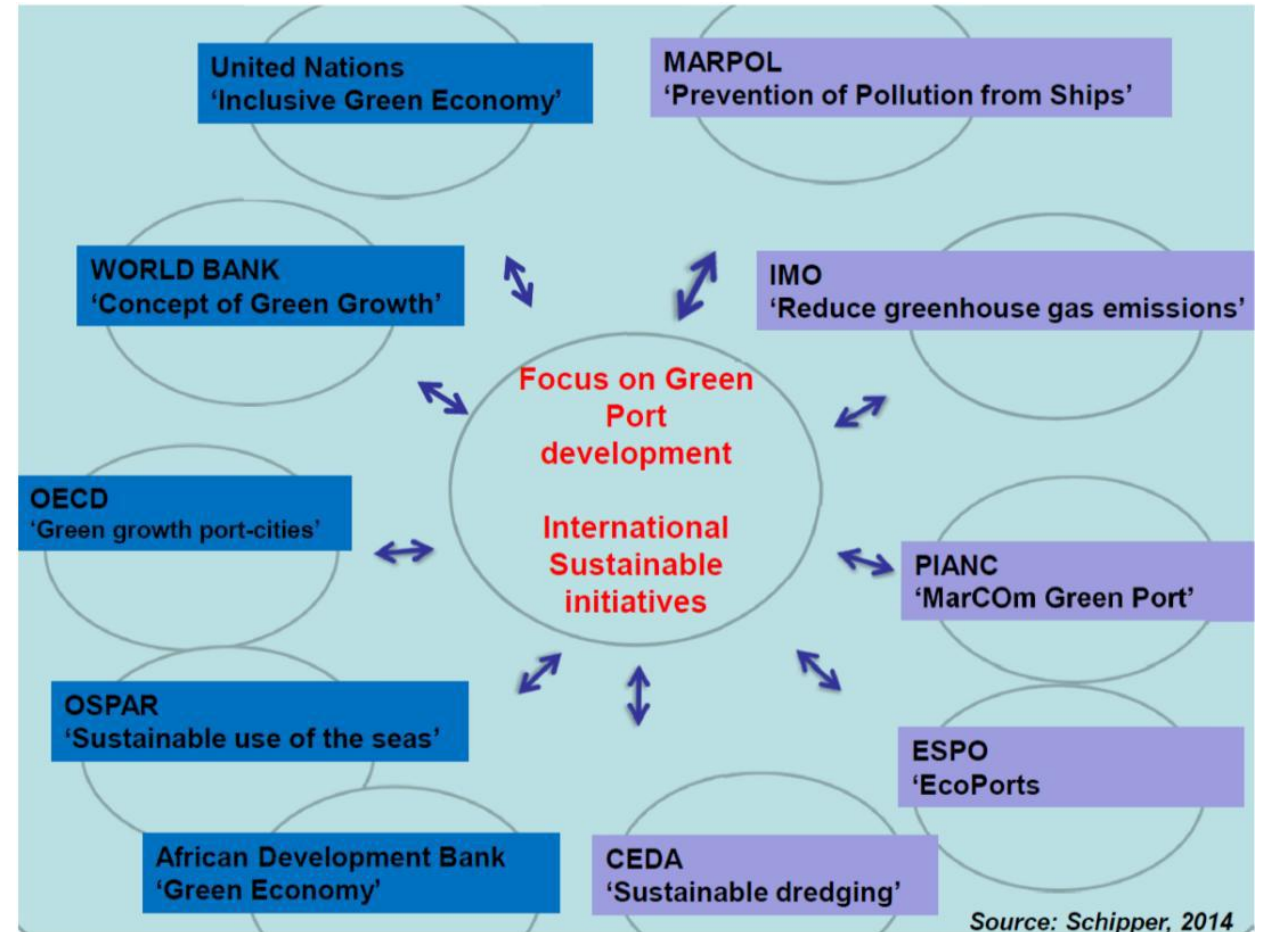 United Nations
‘Inclusive Green Economy’
MARPOL
‘Prevention of Pollution from Ships’
WORLD BANK
‘Concept of Green Growth’
IMO
‘Reduce greenhouse gas emissions’
Focus on Green
Port
development
International
Sustainable
initiatives
OECD
‘Green growth port-cities’
PIANC
‘MarCOm Green Port’
OSPAR
‘Sustainable use of the seas’
ESPO
‘EcoPorts
African Development Bank
‘Green Economy’
CEDA
‘Sustainable dredging’
Source: Schipper, 2014